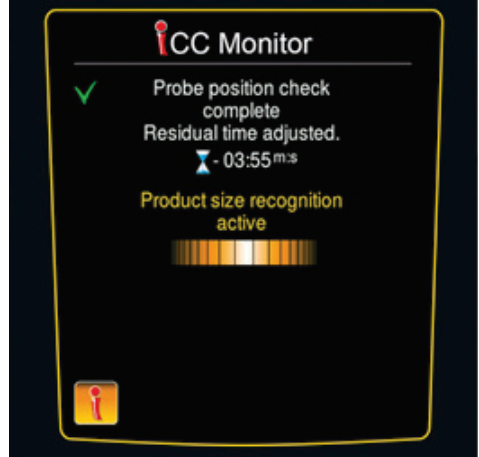 iCC Monitor
Probe position check
complete
Residual time adjusted.
- 03:55 m:s
Product size recognition
active
i